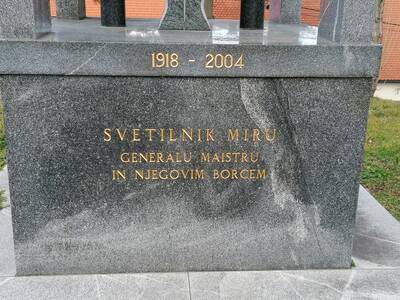 1918 - 2004
SVETILNIK MIRU
GENERALU MAISTRU
IN NJEGOVIM BORCEM